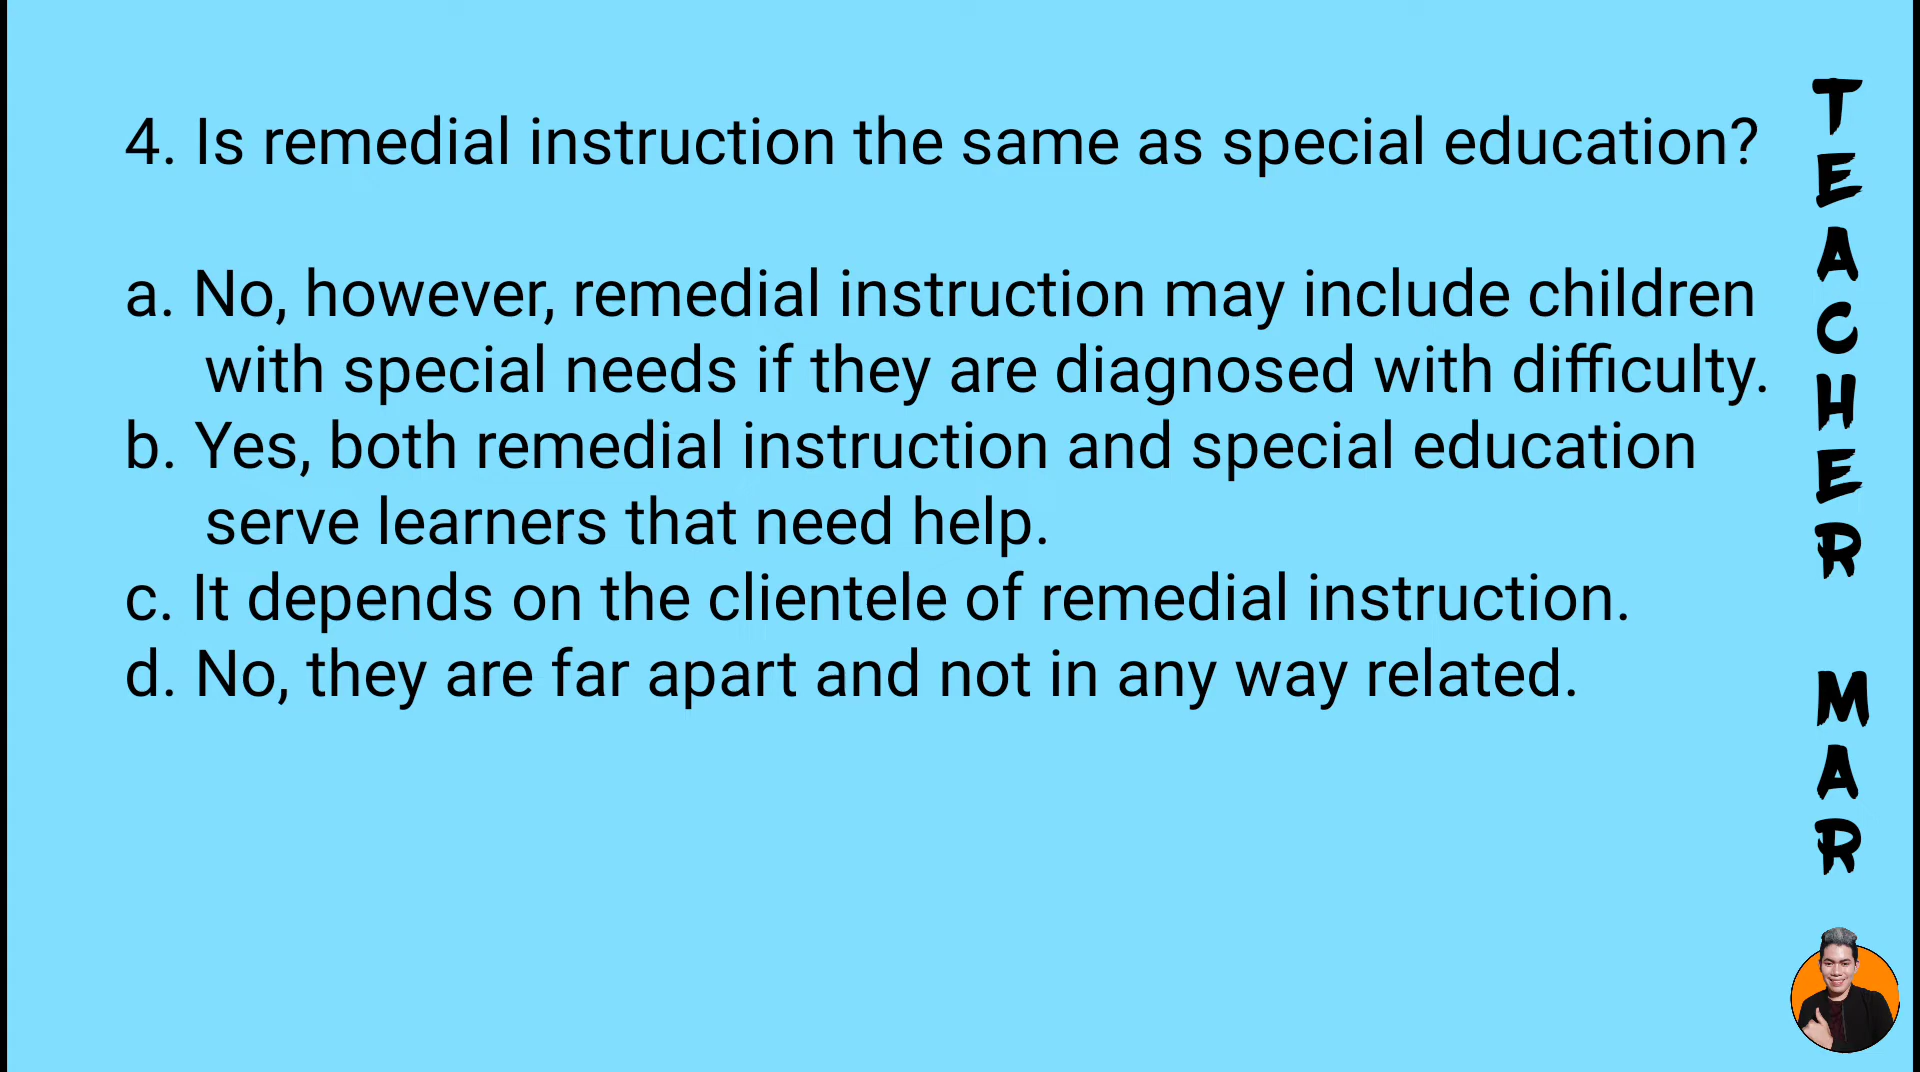 4. Is remedial instruction the same as special education?
a. No, however, remedial instruction may include children
with special needs if they are diagnosed with difficulty.
b. Yes, both remedial instruction and special education
serve learners that need help.
c. It depends on the clientele of remedial instruction.
d. No, they are far apart and not in any way related.
TEACHER MAR